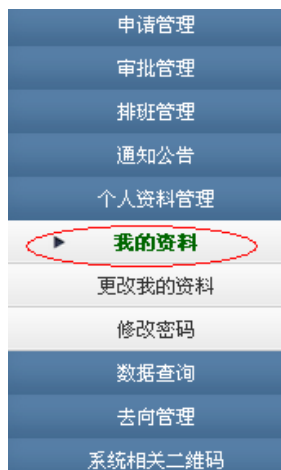 申请管理
审批管理
排班管理
通知公告
个人资料管理
我的资料
更改我的资料
修改密码
数据查询
去向管理
系统相关二维码